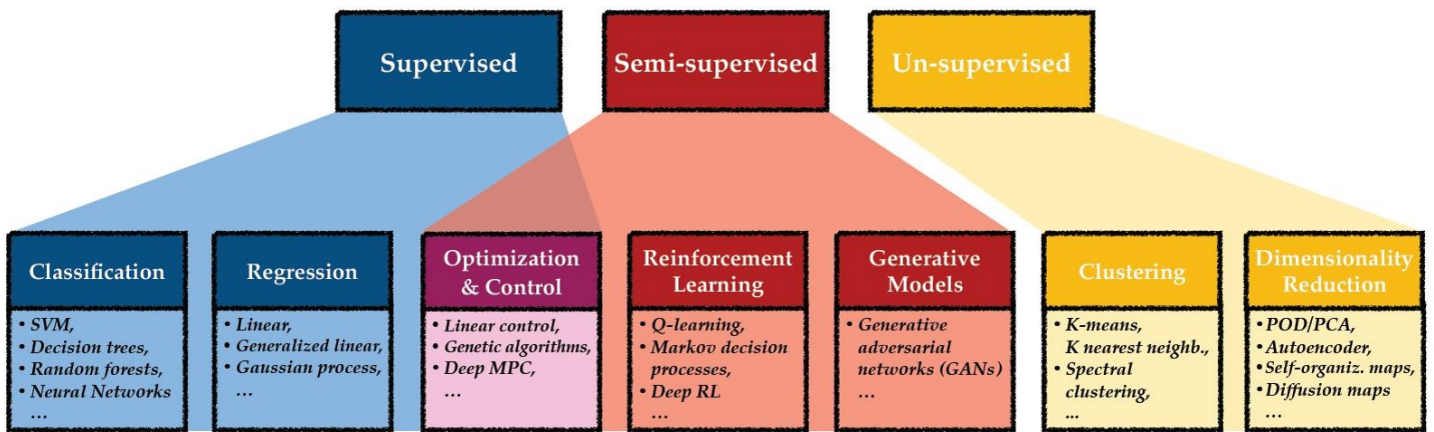 Supervised
Semi-supervised
Un-supervised
Classification
• SVM,
• Decision trees,
• Random forests,
• Neural Networks
...
Regression
• Linear,
• Generalized linear,
• Gaussian process,
...
Optimization
& Control
• Linear control,
• Genetic algorithms,
• Deep MPC,
...
Reinforcement
Learning
• Q-learning,
• Markov decision
processes,
• Deep RL
...
Generative
Models
• Generative
adversarial
networks (GANs)
...
Clustering
• K-means,
K nearest neighb.,
• Spectral
clustering,
...
Dimensionality
Reduction
• POD/PCA,
• Autoencoder,
• Self-organiz. maps,
• Diffusion maps
...